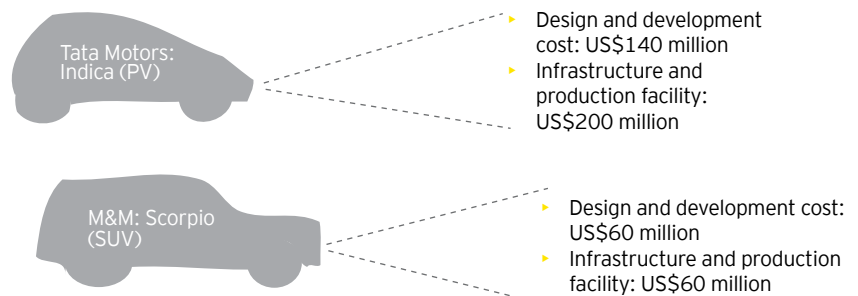 Tata Motors:
Indica (PV)
▸ Design and development
cost: US$140 million
▸ Infrastructure and
production facility:
US$200 million
M&M: Scorpio
(SUV)
▸ Design and development cost:
US$60 million
▸ Infrastructure and production
facility: US$60 million